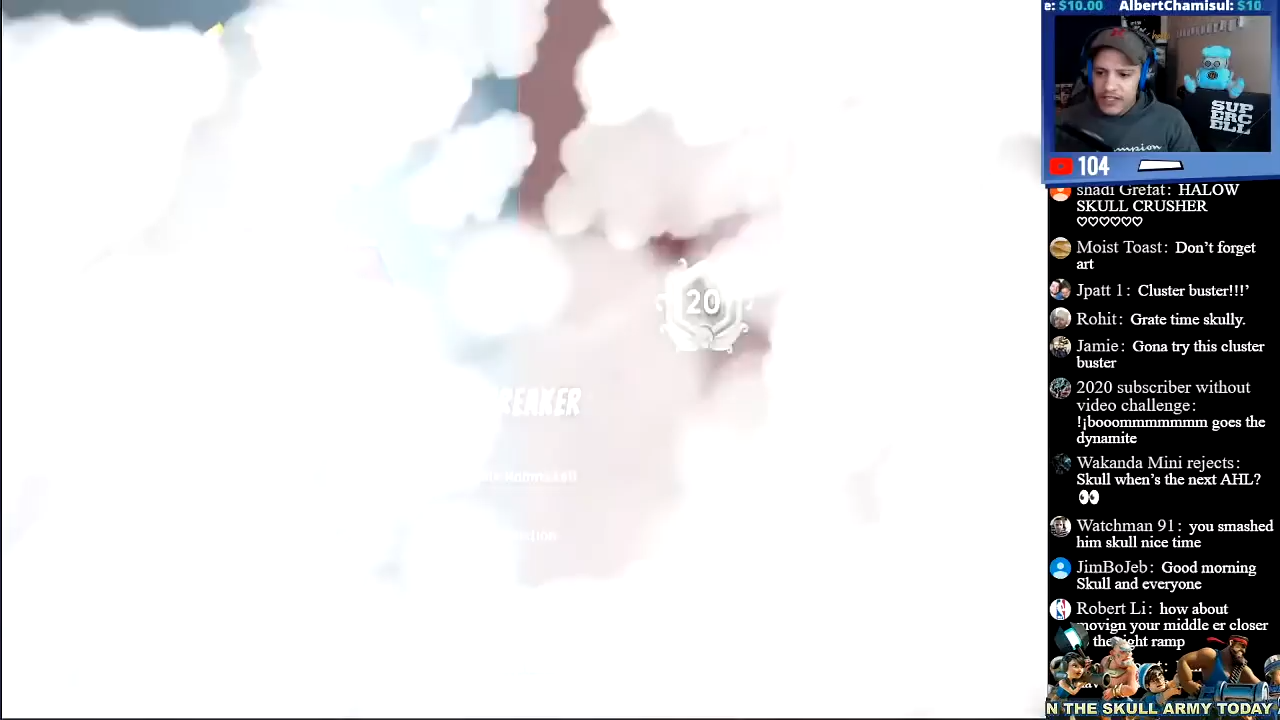 e: $10.00 AlbertChamisul: $10
SUP
ERC
ELL
104
shadi Grefat: HALOW
SKULL CRUSHER
♡♡♡♡♡♡
Moist Toast: Don't forget
art
Jpatt 1: Cluster buster!!!'
Rohit: Grate time skully.
Jamie: Gona try this cluster
buster
2020 subscriber without
video challenge:
!¡booommmmmm goes the
dynamite
Wakanda Mini rejects:
Skull when's the next AHL?
👀
Watchman 91: you smashed
him skull nice time
JimBoJeb: Good morning
Skull and everyone
Robert Li: how about
movign your middle er closer
the right ramp
N THE SKULL ARMY TODAY
20
REAKER